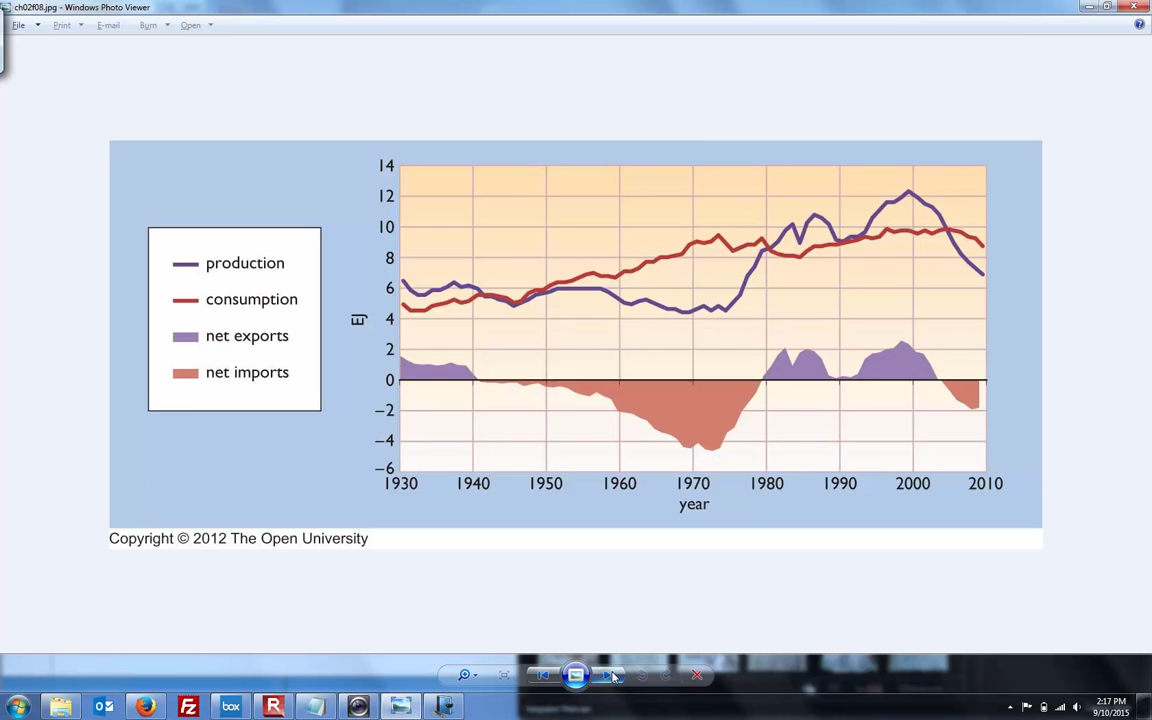 ch02f08.jpg - Windows Photo Viewer
File Print E-mail Burn Open
production
consumption
net exports
net imports
EJ
14
12
10
8
6
4
2
0
−2
−4
−6
1930 1940 1950 1960 1970 1980 1990 2000 2010
year
Copyright © 2012 The Open University
box
2:17 PM
9/10/2015